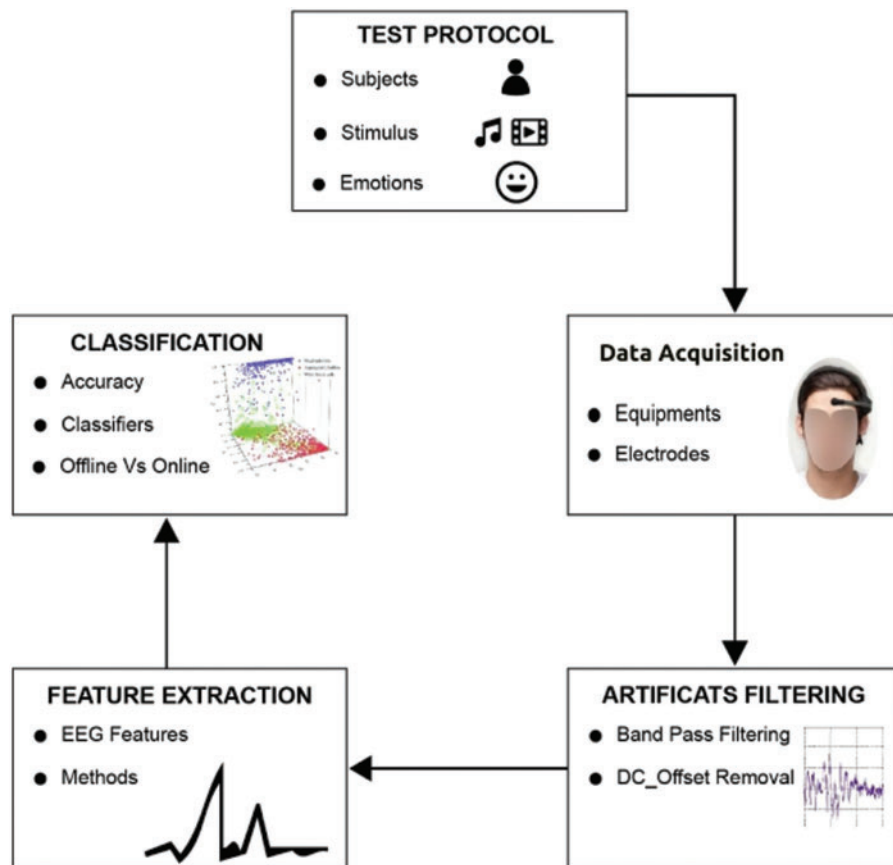 TEST PROTOCOL
● Subjects
● Stimulus
● Emotions
Data Acquisition
● Equipments
● Electrodes
ARTIFICATS FILTERING
● Band Pass Filtering
● DC_Offset Removal
FEATURE EXTRACTION
● EEG Features
● Methods
CLASSIFICATION
● Accuracy
● Classifiers
● Offline Vs Online